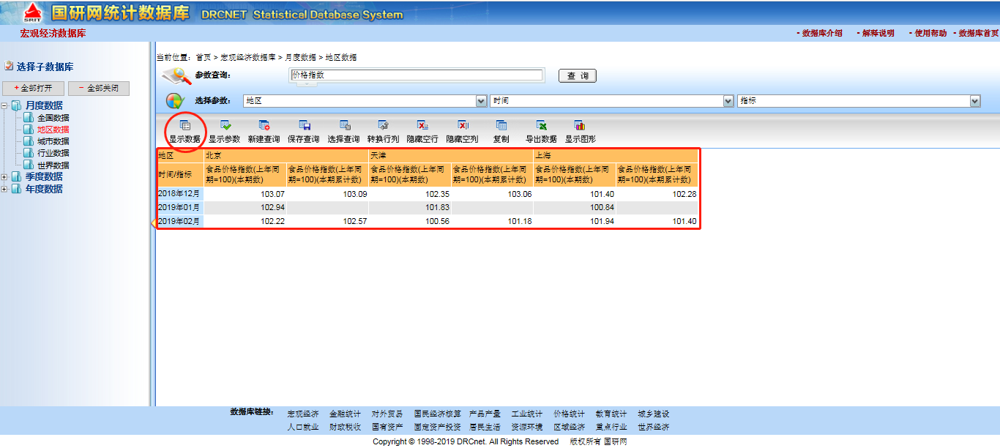 SRIT 国研网统计数据库 DRCNET Statistical Database System
宏观经济数据库 - 数据库介绍 - 解释说明 - 使用帮助 - 数据库首页
当前位置: 首页 > 宏观经济数据库 > 月度数据 > 地区数据
选择子数据库
+全部打开 －全部关闭
月度数据
全国数据
地区数据
城市数据
行业数据
世界数据
季度数据
年度数据
参数查询: 价格指数 查 询
选择参数: 地区 时间 指标
显示数据 显示参数 新建查询 保存查询 选择查询 转换行列 隐藏空行 隐藏空列 复制 导出数据 显示图形
地区 北京 天津 上海
时间/指标 食品价格指数(上年同期=100)(本期数) 食品价格指数(上年同期=100)(本期累计数) 食品价格指数(上年同期=100)(本期数) 食品价格指数(上年同期=100)(本期累计数) 食品价格指数(上年同期=100)(本期数) 食品价格指数(上年同期=100)(本期累计数)
2018年12月 103.07 103.09 102.35 103.06 101.40 102.28
2019年01月 102.94 101.83 100.84
2019年02月 102.22 102.57 100.56 101.18 101.94 101.40
数据库链接: 宏观经济 金融统计 对外贸易 国民经济核算 产品产量 工业统计 价格统计 教育统计 城乡建设
人口就业 财政税收 国有资产 固定资产投资 居民生活 资源环境 区域经济 重点行业 世界经济
Copyright © 1998-2019 DRCnet. All Rights Reserved 版权所有 国研网